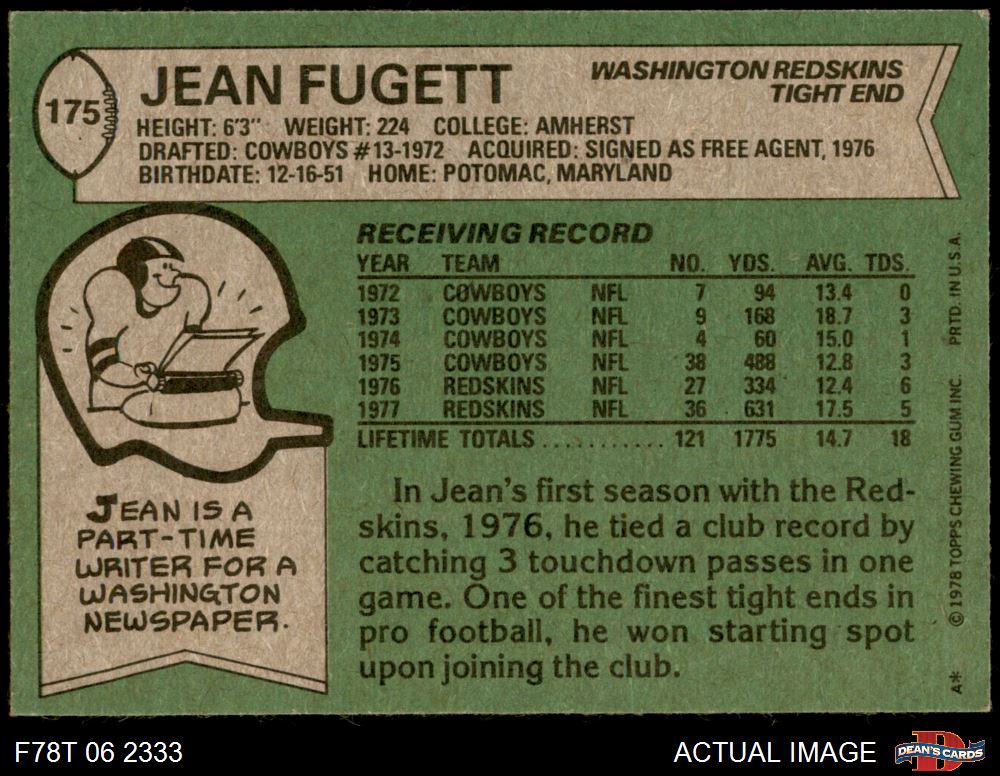 175
JEAN FUGETT
WASHINGTON REDSKINS
TIGHT END
HEIGHT: 6'3" WEIGHT: 224 COLLEGE: AMHERST
DRAFTED: COWBOYS #13-1972 ACQUIRED: SIGNED AS FREE AGENT, 1976
BIRTHDATE: 12-16-51 HOME: POTOMAC, MARYLAND
RECEIVING RECORD
YEAR TEAM NO. YDS. AVG. TDS.
1972 COWBOYS NFL 7 94 13.4 0
1973 COWBOYS NFL 9 168 18.7 3
1974 COWBOYS NFL 4 60 15.0 1
1975 COWBOYS NFL 38 488 12.8 3
1976 REDSKINS NFL 27 334 12.4 6
1977 REDSKINS NFL 36 631 17.5 5
LIFETIME TOTALS ............ 121 1775 14.7 18
JEAN IS A
PART-TIME
WRITER FOR A
WASHINGTON
NEWSPAPER.
In Jean's first season with the Red-
skins, 1976, he tied a club record by
catching 3 touchdown passes in one
game. One of the finest tight ends in
pro football, he won starting spot
upon joining the club.
A* © 1978 TOPPS CHEWING GUM INC. PRTD. IN U.S.A.
F78T 06 2333
ACTUAL IMAGE
D
DEAN'S CARDS